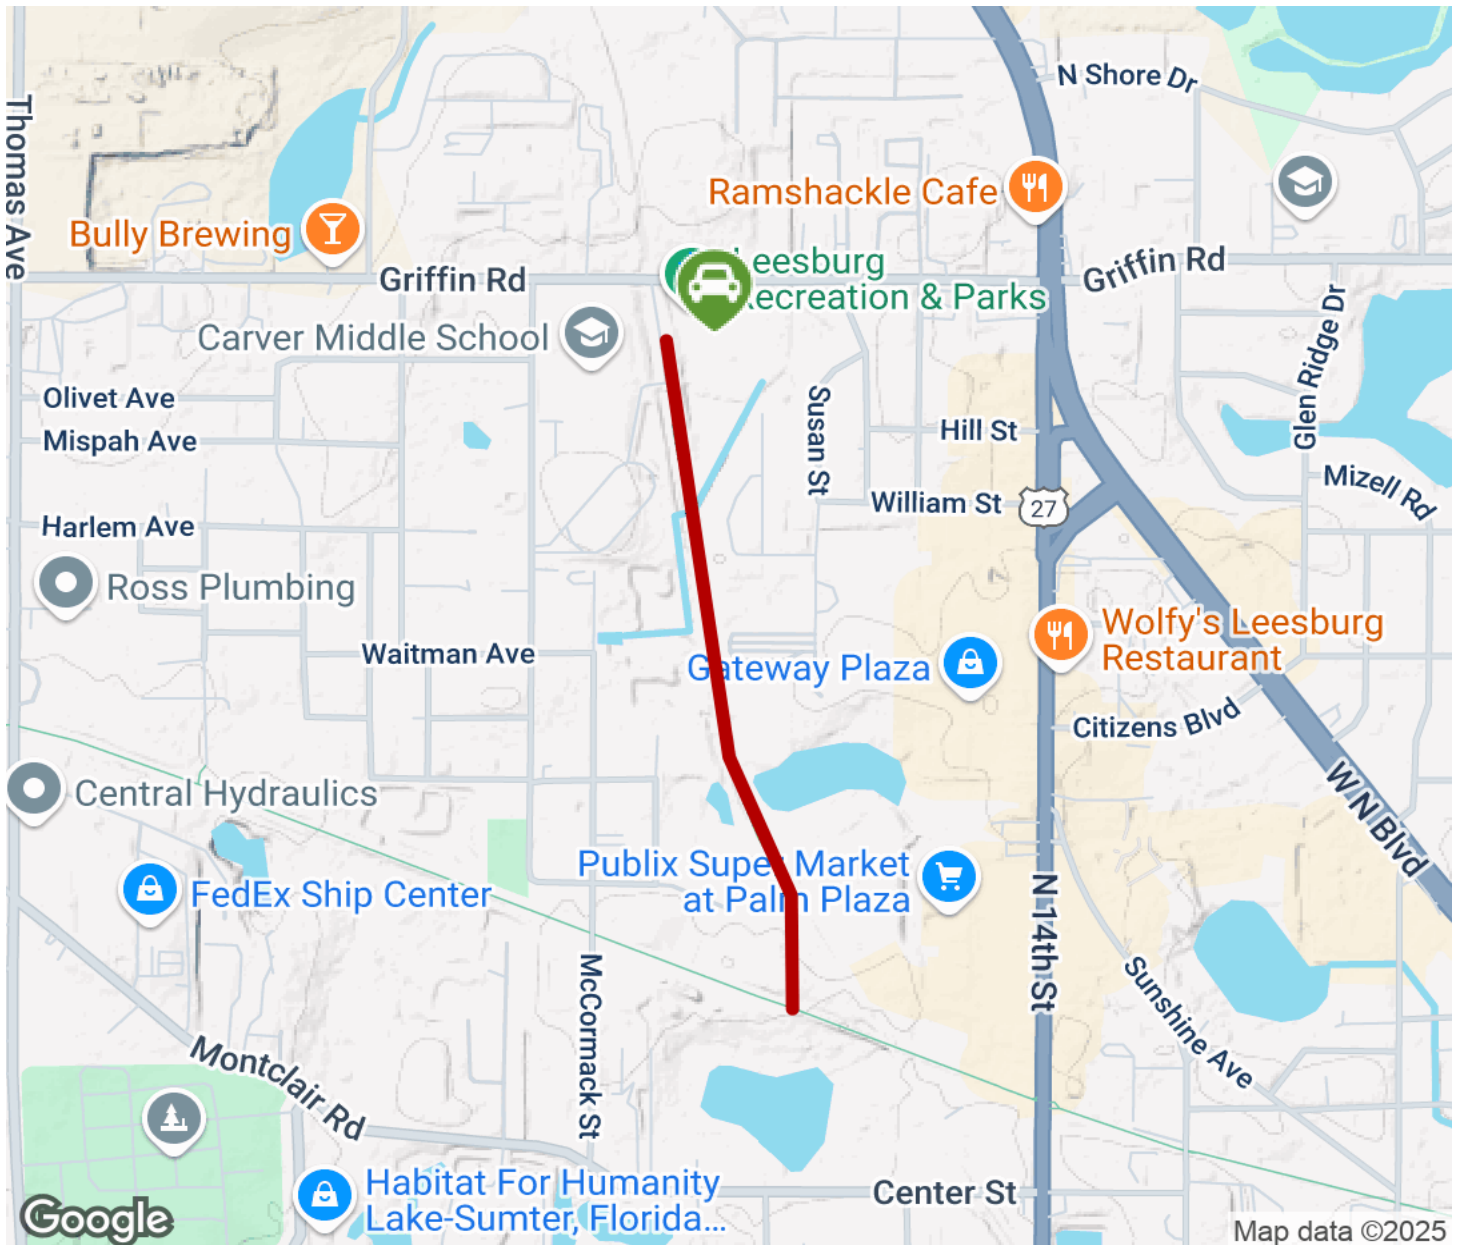 N Shore Dr
Thomas Ave
Ramshackle Cafe
Bully Brewing
Griffin Rd
Griffin Rd
Leesburg
Recreation & Parks
Carver Middle School
Glen Ridge Dr
Olivet Ave
Mispah Ave
Susan St
Hill St
Mizell Rd
William St
27
Harlem Ave
Ross Plumbing
Wolfy's Leesburg
Restaurant
Waitman Ave
Gateway Plaza
Citizens Blvd
Central Hydraulics
W N Blvd
Publix Super Market
at Palm Plaza
FedEx Ship Center
N 14th St
McCormack St
Sunshine Ave
Montclair Rd
Habitat For Humanity
Lake-Sumter, Florida...
Center St
Google
Map data ©2025